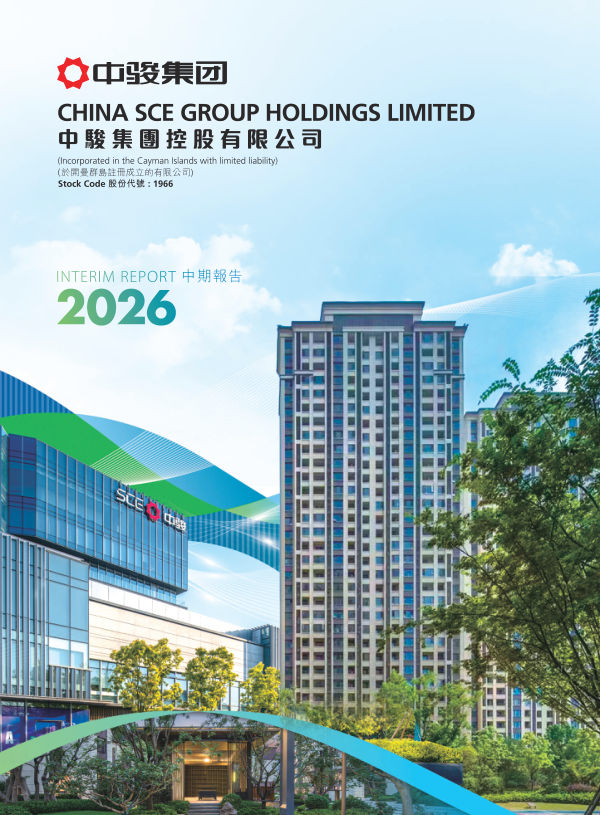 中骏集团
CHINA SCE GROUP HOLDINGS LIMITED
中駿集團控股有限公司
(Incorporated in the Cayman Islands with limited liability)
(於開曼群島註冊成立的有限公司)
Stock Code 股份代號 : 1966
INTERIM REPORT 中期報告
2026
SCE 中骏